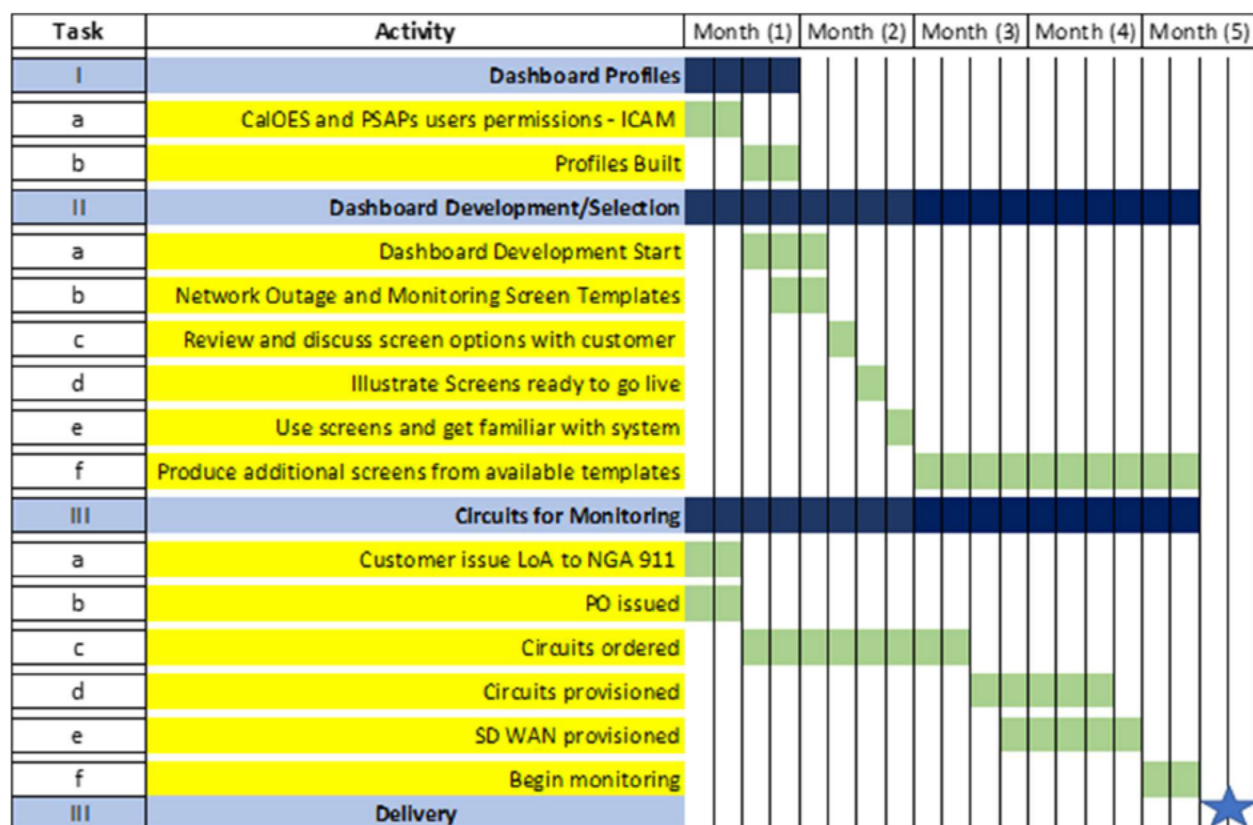 Task Activity Month (1) Month (2) Month (3) Month (4) Month (5)
I Dashboard Profiles
a CalOES and PSAPs users permissions - ICAM
b Profiles Built
II Dashboard Development/Selection
a Dashboard Development Start
b Network Outage and Monitoring Screen Templates
c Review and discuss screen options with customer
d Illustrate Screens ready to go live
e Use screens and get familiar with system
f Produce additional screens from available templates
III Circuits for Monitoring
a Customer issue LoA to NGA 911
b PO issued
c Circuits ordered
d Circuits provisioned
e SD WAN provisioned
f Begin monitoring
III Delivery